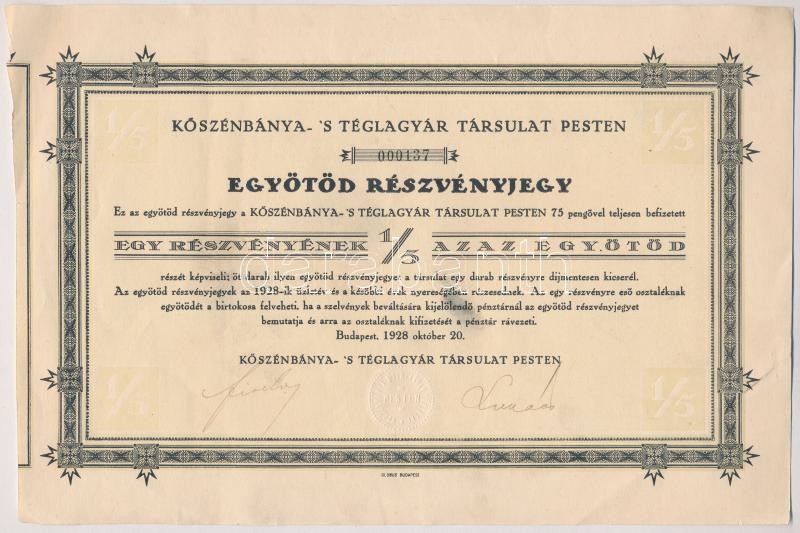 1/5 1/5
KŐSZÉNBÁNYA- 'S TÉGLAGYÁR TÁRSULAT PESTEN
000137
EGYÖTÖD RÉSZVÉNYJEGY
Ez az egyötöd részvényjegy a KŐSZÉNBÁNYA- 'S TÉGLAGYÁR TÁRSULAT PESTEN 75 pengővel teljesen befizetett
EGY RÉSZVÉNYÉNEK 1/5 AZAZ EGYÖTÖD
részét képviseli; öt darab ilyen egyötöd részvényjegyet a társulat egy darab részvényre díjmentesen kicserél.
Az egyötöd részvényjegyek az 1928-ik üzletév és a későbbi évek nyereségében részesednek. Az egy részvényre eső osztaléknak
egyötödét a birtokosa felveheti, ha a szelvények beváltására kijelölendő pénztárnál az egyötöd részvényjegyet
bemutatja és arra az osztaléknak kifizetését a pénztár rávezeti.
Budapest, 1928 október 20.
KŐSZÉNBÁNYA- 'S TÉGLAGYÁR TÁRSULAT PESTEN
1/5 1/5
GLOBUS BUDAPEST